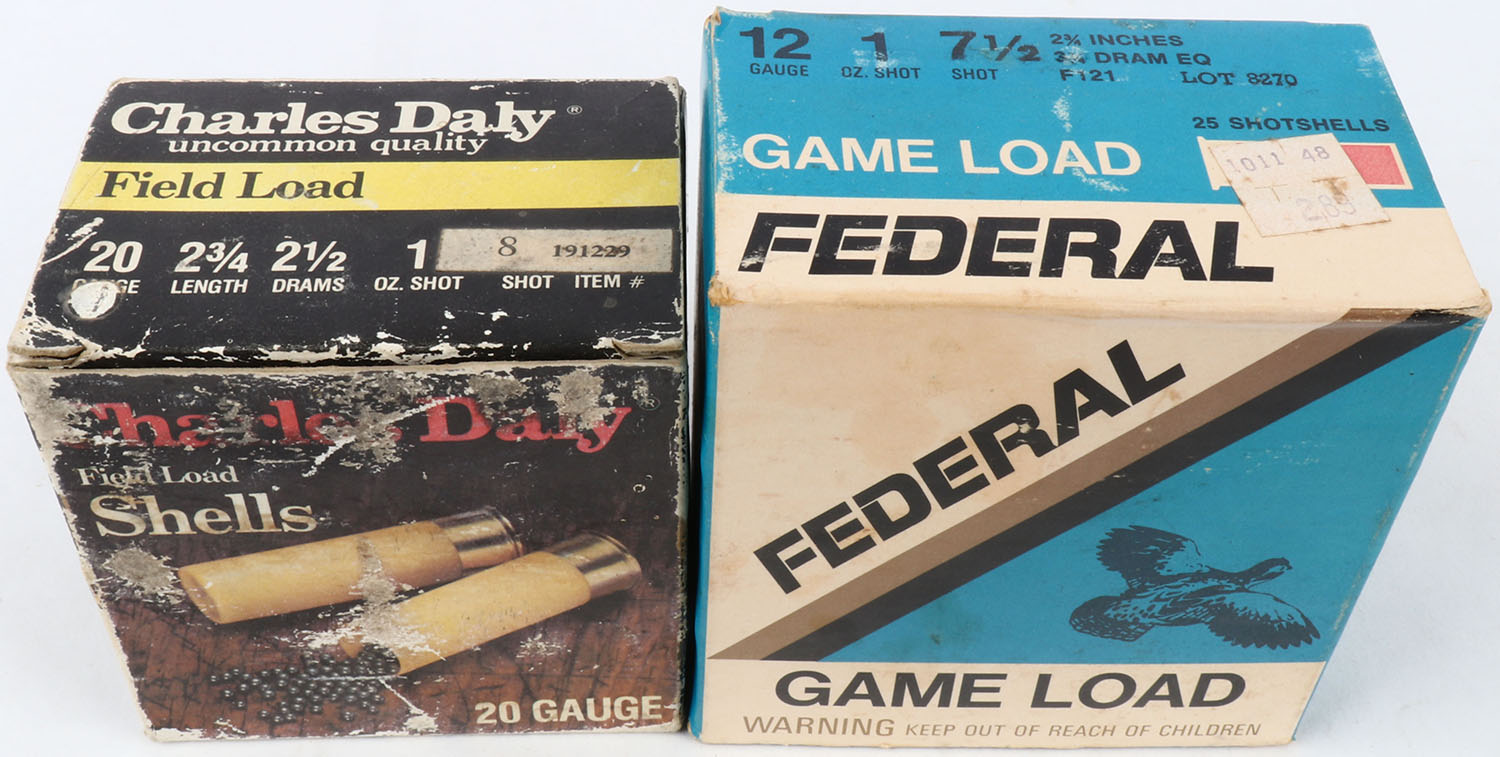 Charles Daly ®
uncommon quality
Field Load
20 2¾ 2½ 1 8 191229
GAUGE LENGTH DRAMS OZ. SHOT SHOT ITEM #
Charles Daly ®
Field Load
Shells
20 GAUGE
12 1 7½ 2¾ INCHES
GAUGE OZ. SHOT SHOT DRAM EQ
F121 LOT 8270
25 SHOTSHELLS
GAME LOAD
1011 48
FEDERAL
FEDERAL
GAME LOAD
WARNING KEEP OUT OF REACH OF CHILDREN